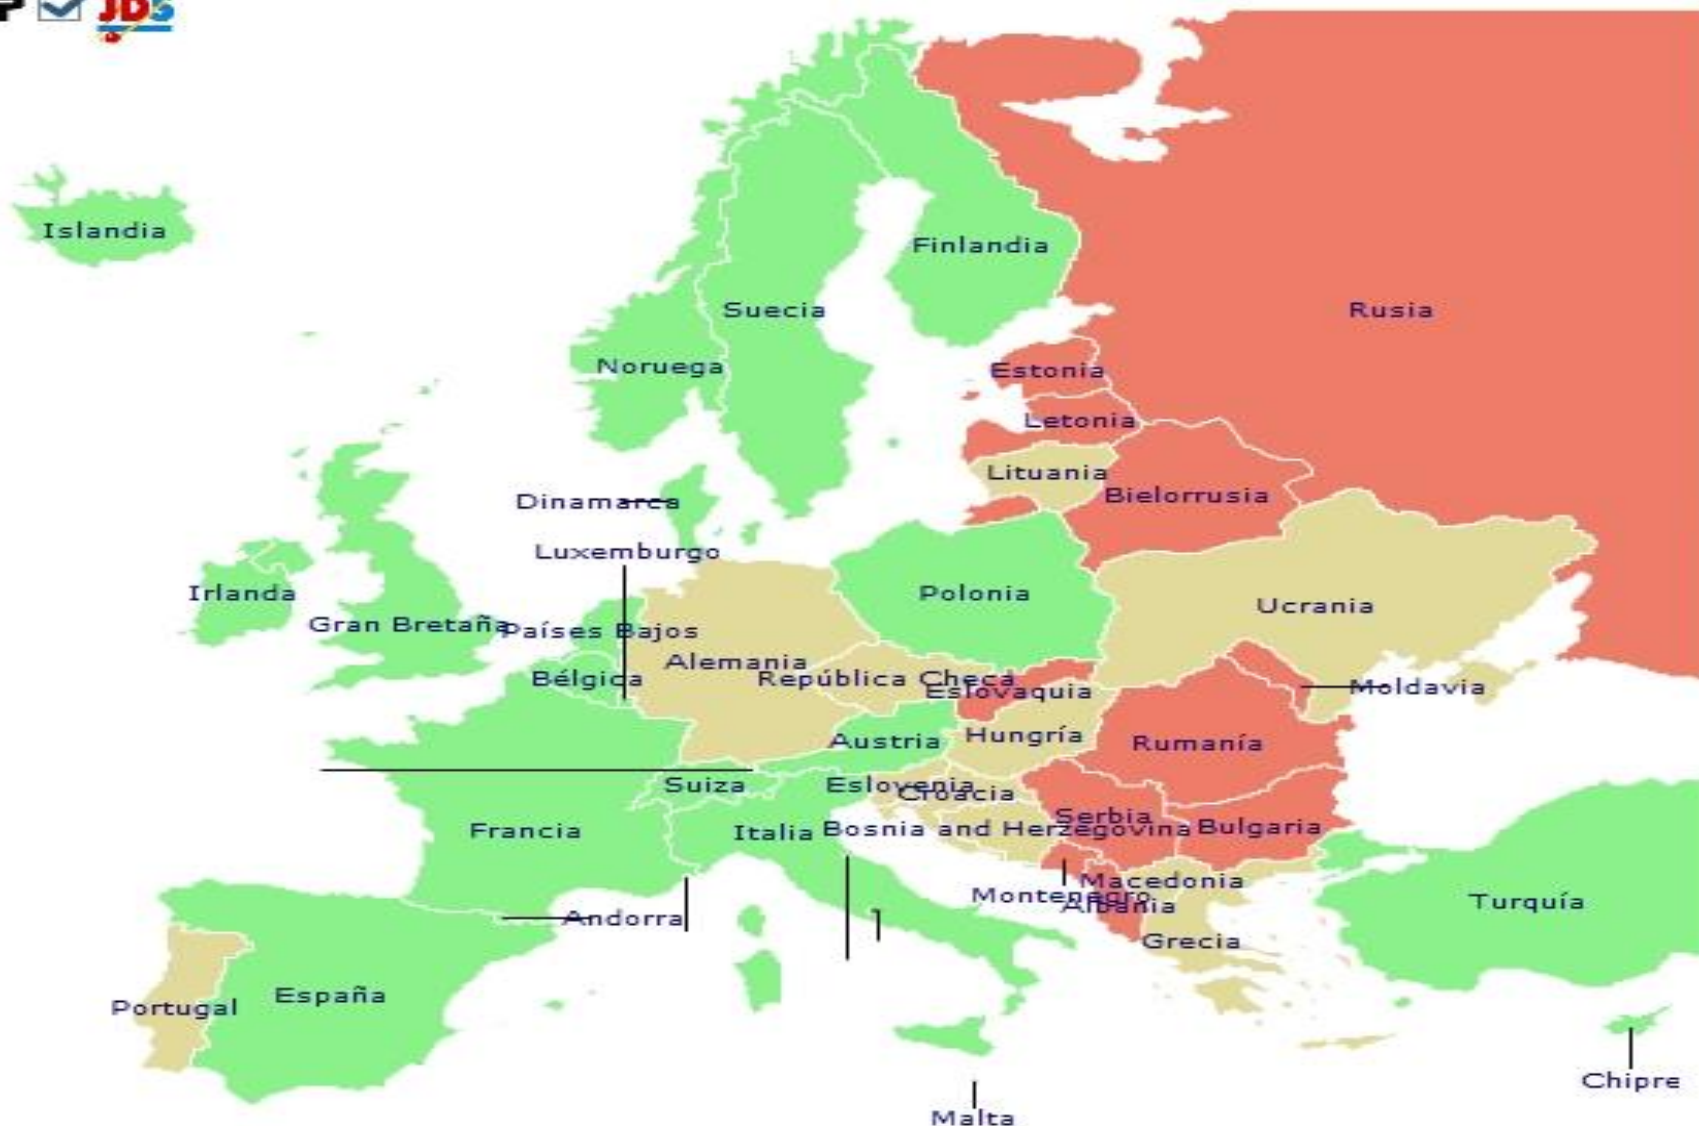 JDS
Islandia
Finlandia
Suecia
Rusia
Noruega
Estonia
Letonia
Lituania
Bielorrusia
Dinamarca
Luxemburgo
Irlanda
Polonia
Ucrania
Gran Bretaña
Países Bajos
Alemania
Bélgica
República Checa
Eslovaquia
Moldavia
Hungría
Austria
Rumanía
Suiza
Eslovenia
Croacia
Francia
Italia
Bosnia and Herzegovina
Serbia
Bulgaria
Macedonia
Montenegro
Albania
Turquía
Andorra
Grecia
España
Portugal
Chipre
Malta